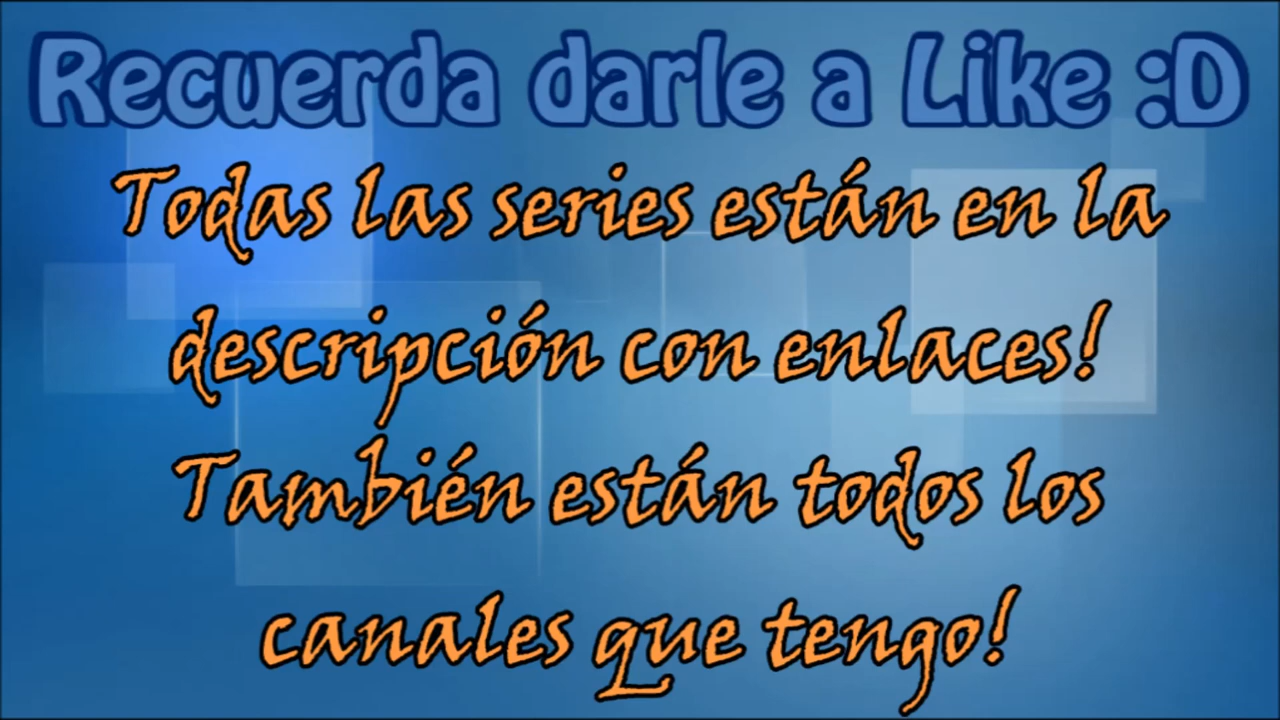 Recuerda darle a Like :D
Todas las series están en la
descripción con enlaces!
También están todos los
canales que tengo!